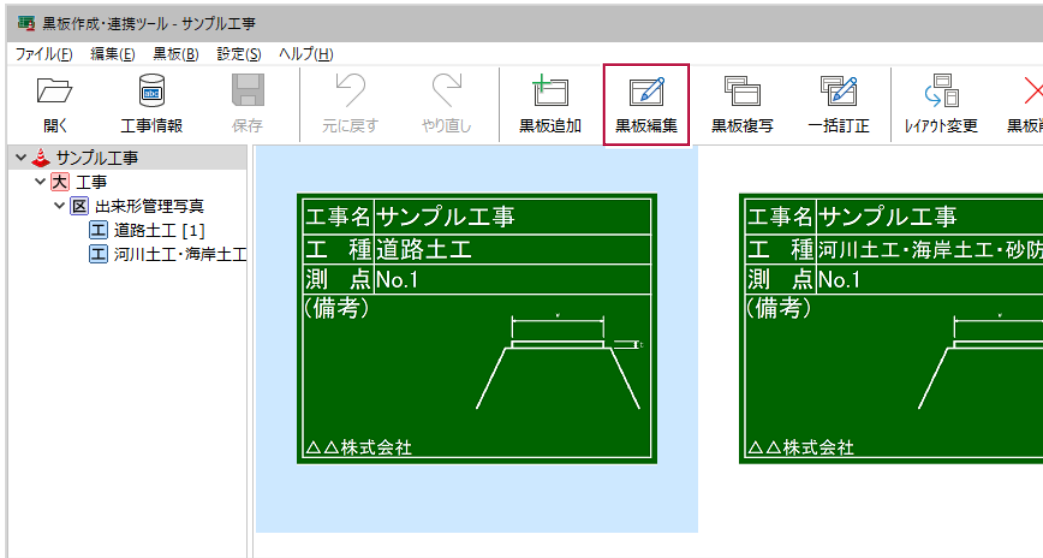 黒板作成・連携ツール - サンプル工事
ファイル(F) 編集(E) 黒板(B) 設定(S) ヘルプ(H)
開く 工事情報 保存 元に戻す やり直し 黒板追加 黒板編集 黒板複写 一括訂正 レイアウト変更 黒板
サンプル工事
大 工事
区 出来形管理写真
工 道路土工 [1]
工 河川土工・海岸土工
工事名 サンプル工事
工 種 道路土工
測 点 No.1
(備考)
△△株式会社
工事名 サンプル工事
工 種 河川土工・海岸土工・砂防
測 点 No.1
(備考)
△△株式会社